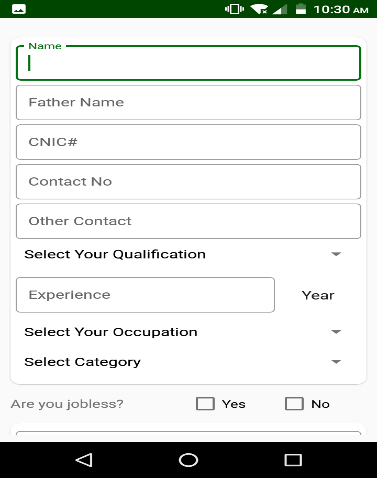 10:30 AM
Name
Father Name
CNIC#
Contact No
Other Contact
Select Your Qualification
Experience Year
Select Your Occupation
Select Category
Are you jobless? Yes No